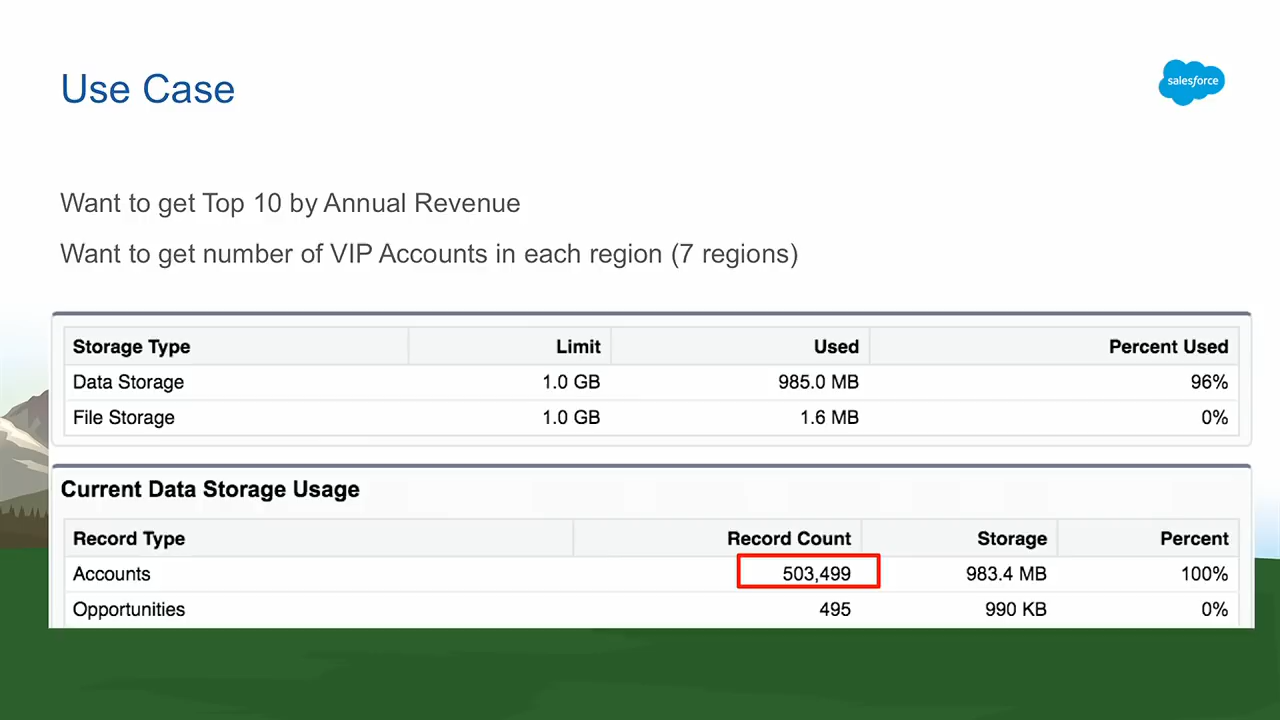 Use Case
salesforce
Want to get Top 10 by Annual Revenue
Want to get number of VIP Accounts in each region (7 regions)
Storage Type Limit Used Percent Used
Data Storage 1.0 GB 985.0 MB 96%
File Storage 1.0 GB 1.6 MB 0%
Current Data Storage Usage
Record Type Record Count Storage Percent
Accounts 503,499 983.4 MB 100%
Opportunities 495 990 KB 0%